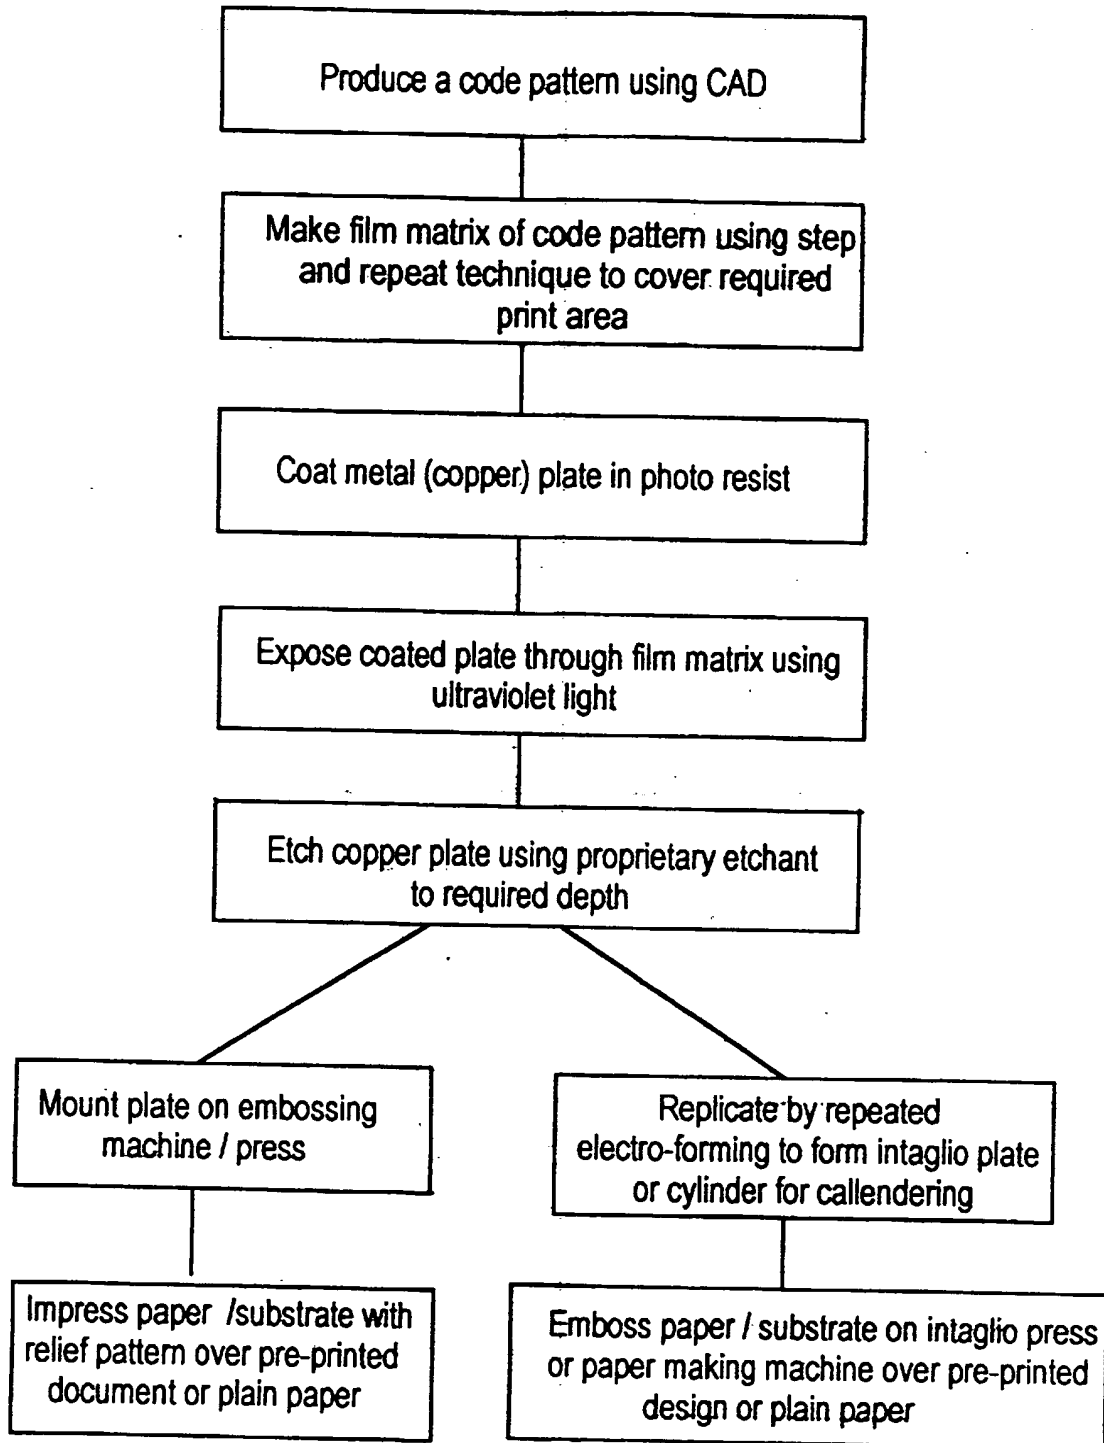 Produce a code pattern using CAD
Make film matrix of code pattern using step
and repeat technique to cover required
print area
Coat metal (copper) plate in photo resist
Expose coated plate through film matrix using
ultraviolet light
Etch copper plate using proprietary etchant
to required depth
Mount plate on embossing
machine / press
Replicate by repeated
electro-forming to form intaglio plate
or cylinder for callendering
Impress paper /substrate with
relief pattern over pre-printed
document or plain paper
Emboss paper / substrate on intaglio press
or paper making machine over pre-printed
design or plain paper